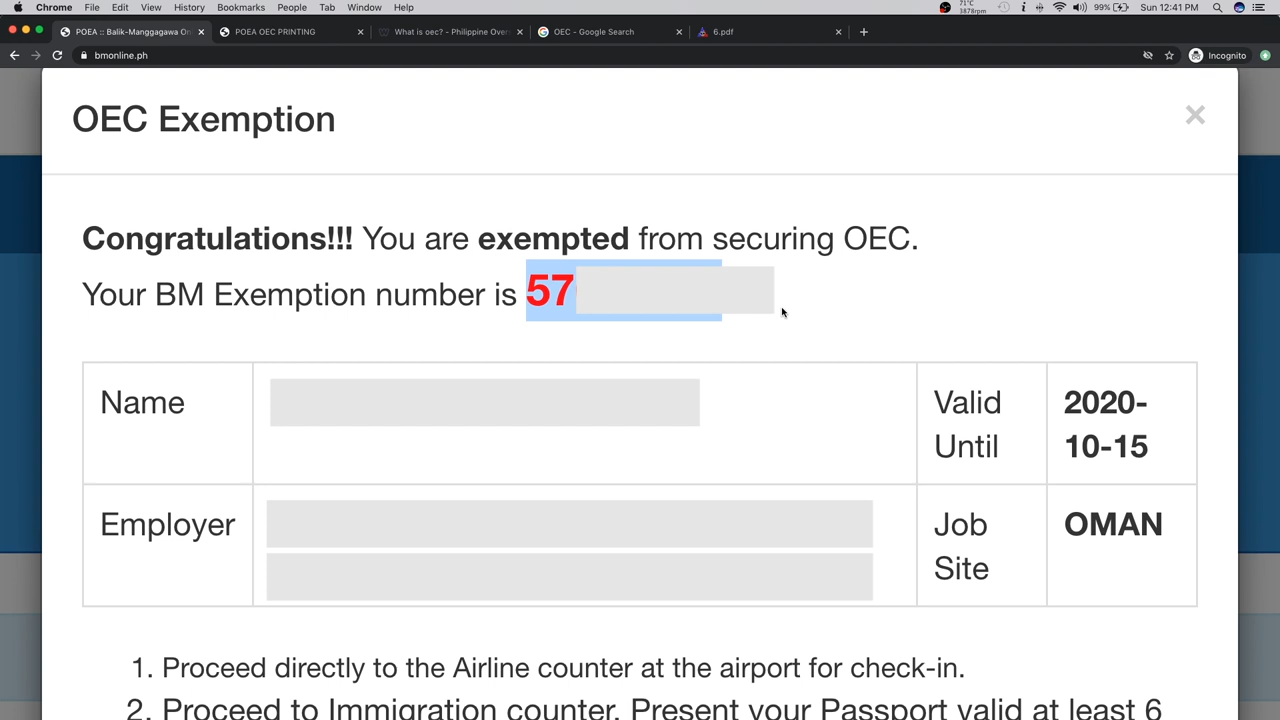 Chrome File Edit View History Bookmarks People Tab Window Help 71°C 3878rpm 99% Sun 12:41 PM
POEA :: Balik-Manggagawa On POEA OEC PRINTING What is oec? - Philippine Over OEC - Google Search 6.pdf
bmonline.ph Incognito
OEC Exemption
Congratulations!!! You are exempted from securing OEC.
Your BM Exemption number is 57
Name Valid Until 2020-10-15
Employer Job Site OMAN
1. Proceed directly to the Airline counter at the airport for check-in.
2. Proceed to Immigration counter. Present your Passport valid at least 6